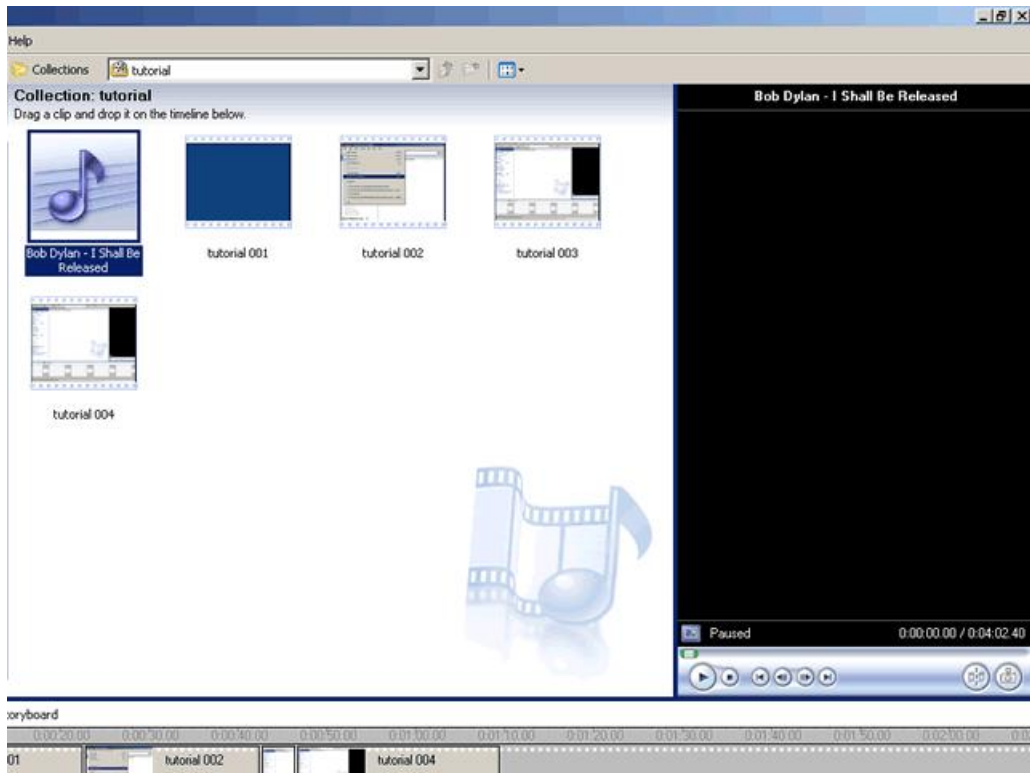 Help
Collections tutorial
Collection: tutorial
Drag a clip and drop it on the timeline below.
Bob Dylan - I Shall Be Released
Bob Dylan - I Shall Be
Released
tutorial 001
tutorial 002
tutorial 003
tutorial 004
Paused 0:00:00.00 / 0:04:02.40
oryboard
0:00:20.00 0:00:30.00 0:00:40.00 0:00:50.00 0:01:00.00 0:01:10.00 0:01:20.00 0:01:30.00 0:01:40.00 0:01:50.00 0:02:00.00
01 tutorial 002 tutorial 004